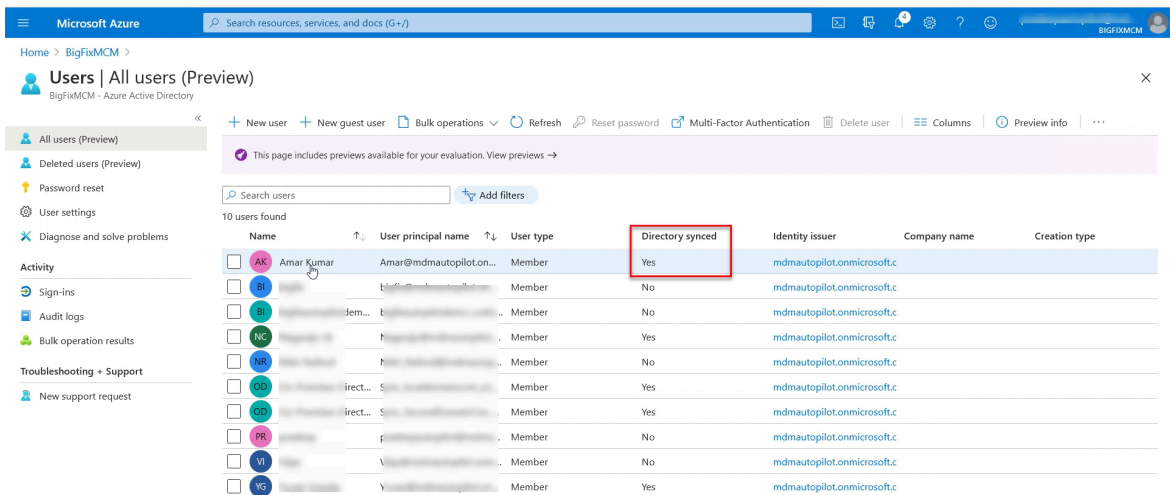 Microsoft Azure Search resources, services, and docs (G+/) 4 BIGFIXMCM
Home > BigFixMCM >
Users | All users (Preview)
BigFixMCM - Azure Active Directory
+ New user + New guest user Bulk operations Refresh Reset password Multi-Factor Authentication Delete user Columns Preview info ...
All users (Preview)
Deleted users (Preview)
Password reset
User settings
Diagnose and solve problems
Activity
Sign-ins
Audit logs
Bulk operation results
Troubleshooting + Support
New support request
This page includes previews available for your evaluation. View previews →
Search users Add filters
10 users found
Name User principal name User type Directory synced Identity issuer Company name Creation type
AK Amar Kumar Amar@mdmautopilot.on... Member Yes mdmautopilot.onmicrosoft.c
BI Member No mdmautopilot.onmicrosoft.c
BI dem... Member No mdmautopilot.onmicrosoft.c
NC Member Yes mdmautopilot.onmicrosoft.c
NR Member No mdmautopilot.onmicrosoft.c
OD irect... Member Yes mdmautopilot.onmicrosoft.c
OD irect... Member Yes mdmautopilot.onmicrosoft.c
PR Member No mdmautopilot.onmicrosoft.c
VI Member No mdmautopilot.onmicrosoft.c
YG Member Yes mdmautopilot.onmicrosoft.c